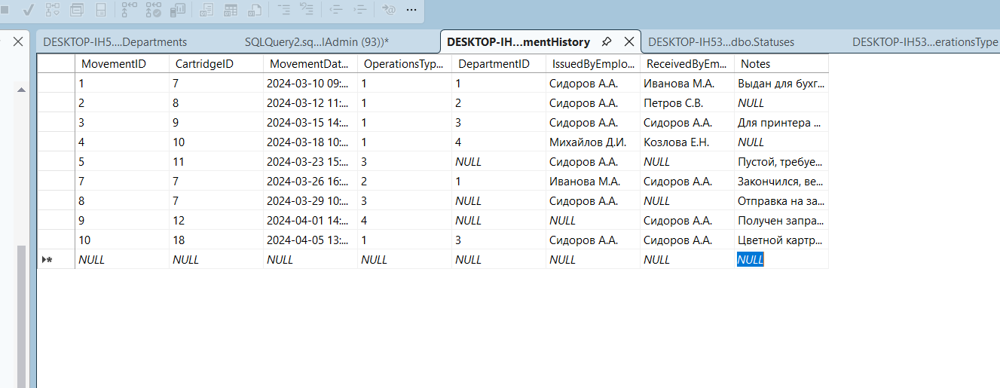 DESKTOP-IH5....Departments SQLQuery2.sq...lAdmin (93))* DESKTOP-IH...mentHistory DESKTOP-IH53...dbo.Statuses DESKTOP-IH53...erationsType
MovementID CartridgeID MovementDat... OperationsTyp... DepartmentID IssuedByEmplo... ReceivedByEm... Notes
1 7 2024-03-10 09:... 1 1 Сидоров А.А. Иванова М.А. Выдан для бухг...
2 8 2024-03-12 11:... 1 2 Сидоров А.А. Петров С.В. NULL
3 9 2024-03-15 14:... 1 3 Сидоров А.А. Сидоров А.А. Для принтера ...
4 10 2024-03-18 10:... 1 4 Михайлов Д.И. Козлова Е.Н. NULL
5 11 2024-03-23 15:... 3 NULL Сидоров А.А. NULL Пустой, требуе...
7 7 2024-03-26 16:... 2 1 Иванова М.А. Сидоров А.А. Закончился, ве...
8 7 2024-03-29 10:... 3 NULL Сидоров А.А. NULL Отправка на за...
9 12 2024-04-01 14:... 4 NULL NULL Сидоров А.А. Получен запра...
10 18 2024-04-05 13:... 1 3 Сидоров А.А. Сидоров А.А. Цветной картр...
NULL NULL NULL NULL NULL NULL NULL NULL